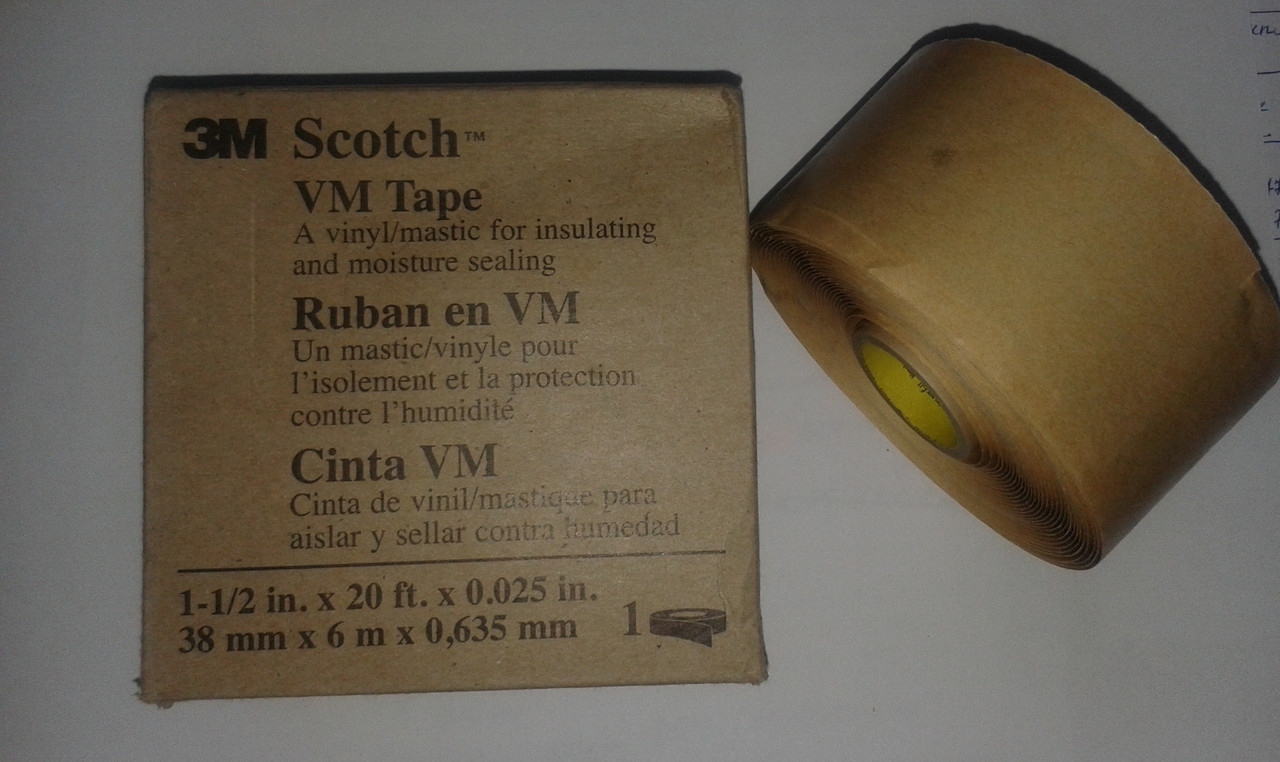 3M Scotch™
VM Tape
A vinyl/mastic for insulating
and moisture sealing
Ruban en VM
Un mastic/vinyle pour
l'isolement et la protection
contre l'humidité
Cinta VM
Cinta de vinil/mastique para
aislar y sellar contra humedad
1-1/2 in. x 20 ft. x 0.025 in.
38 mm x 6 m x 0,635 mm
1